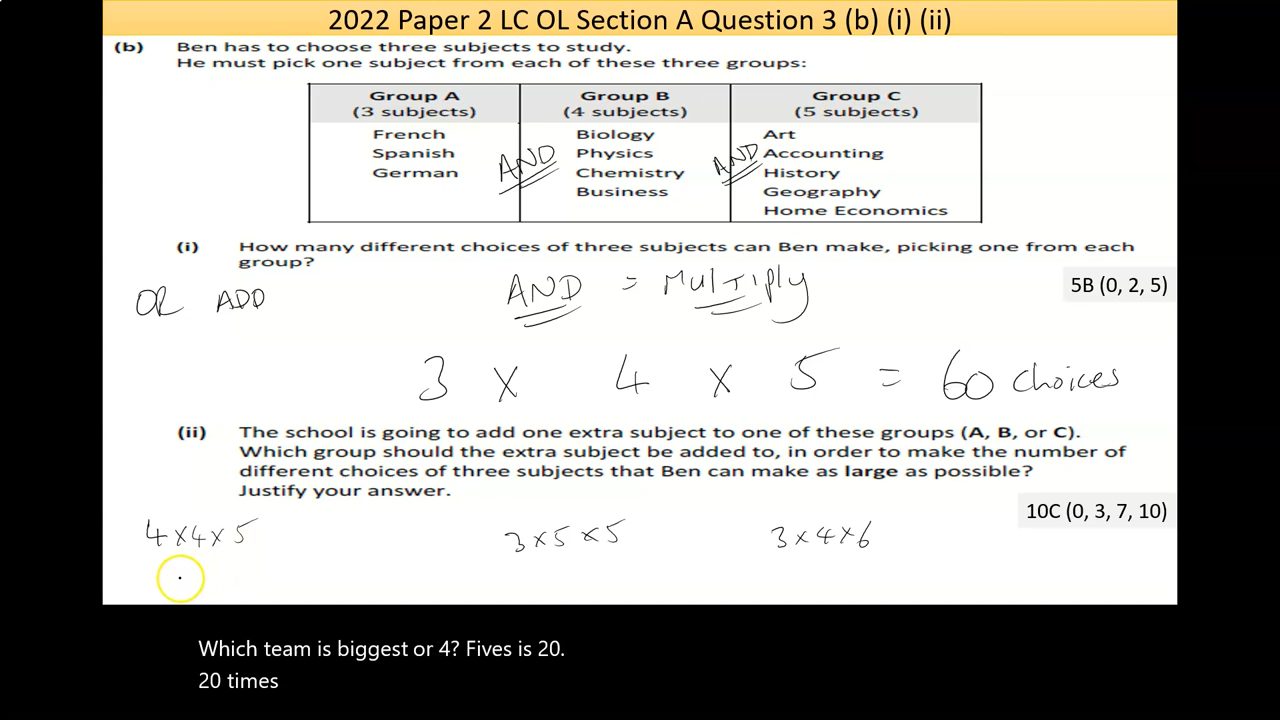 2022 Paper 2 LC OL Section A Question 3 (b) (i) (ii)
(b) Ben has to choose three subjects to study.
He must pick one subject from each of these three groups:
Group A Group B Group C
(3 subjects) (4 subjects) (5 subjects)
French Biology Art
Spanish AND Physics AND Accounting
German Chemistry History
Business Geography
Home Economics
(i) How many different choices of three subjects can Ben make, picking one from each
group?
OR ADD AND = Multiply 5B (0, 2, 5)
3 x 4 x 5 = 60 choices
(ii) The school is going to add one extra subject to one of these groups (A, B, or C).
Which group should the extra subject be added to, in order to make the number of
different choices of three subjects that Ben can make as large as possible?
Justify your answer.
10C (0, 3, 7, 10)
4x4x5 3x5x5 3x4x6
Which team is biggest or 4? Fives is 20.
20 times